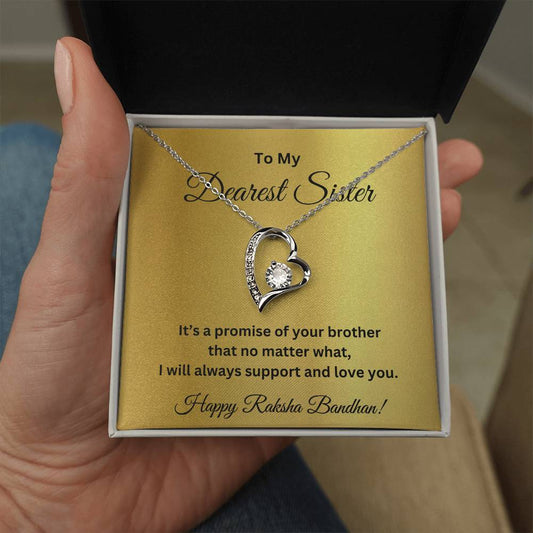 To My
Dearest Sister
It’s a promise of your brother
that no matter what,
I will always support and love you.
Happy Raksha Bandhan!